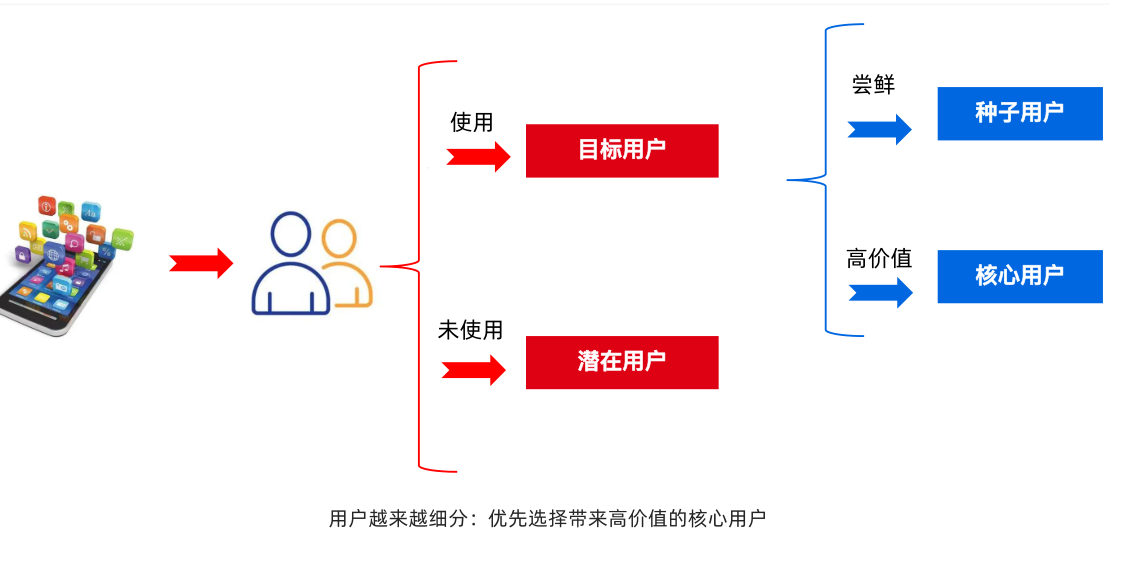 尝鲜
种子用户
使用
目标用户
高价值
核心用户
未使用
潜在用户
用户越来越细分：优先选择带来高价值的核心用户